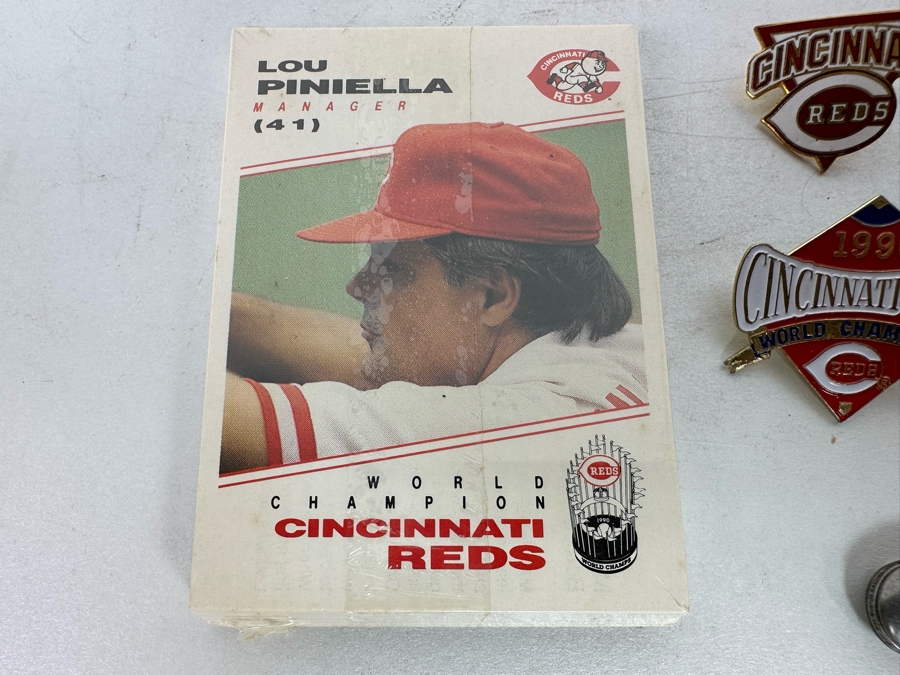 LOU
PINIELLA
MANAGER
(41)
CINCINNATI
REDS
WORLD
CHAMPION
CINCINNATI
REDS
REDS
1990
WORLD CHAMPS
CINCINNA
REDS
199
CINCINNATI
WORLD CHAM
REDS